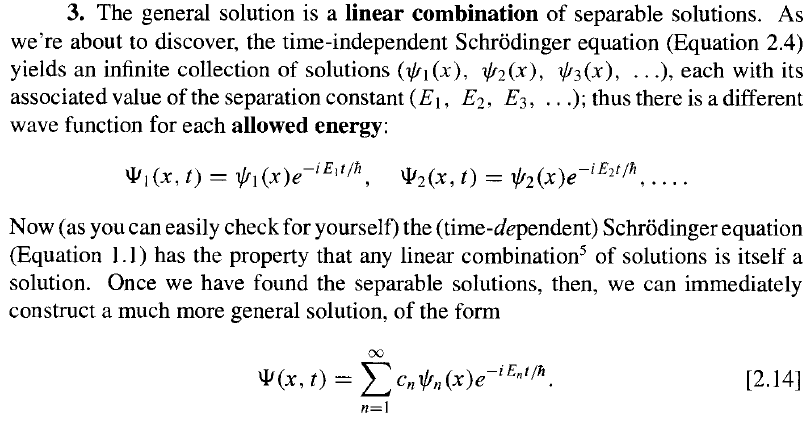 3. The general solution is a linear combination of separable solutions. As
we're about to discover, the time-independent Schrödinger equation (Equation 2.4)
yields an infinite collection of solutions (ψ₁(x), ψ₂(x), ψ₃(x), ...), each with its
associated value of the separation constant (E₁, E₂, E₃, ...); thus there is a different
wave function for each allowed energy:
Ψ₁(x, t) = ψ₁(x)e^{-iE₁t/ℏ}, Ψ₂(x, t) = ψ₂(x)e^{-iE₂t/ℏ}, ....
Now (as you can easily check for yourself) the (time-dependent) Schrödinger equation
(Equation 1.1) has the property that any linear combination⁵ of solutions is itself a
solution. Once we have found the separable solutions, then, we can immediately
construct a much more general solution, of the form
Ψ(x, t) = ∑_{n=1}^{∞} cₙψₙ(x)e^{-iEₙt/ℏ}. [2.14]